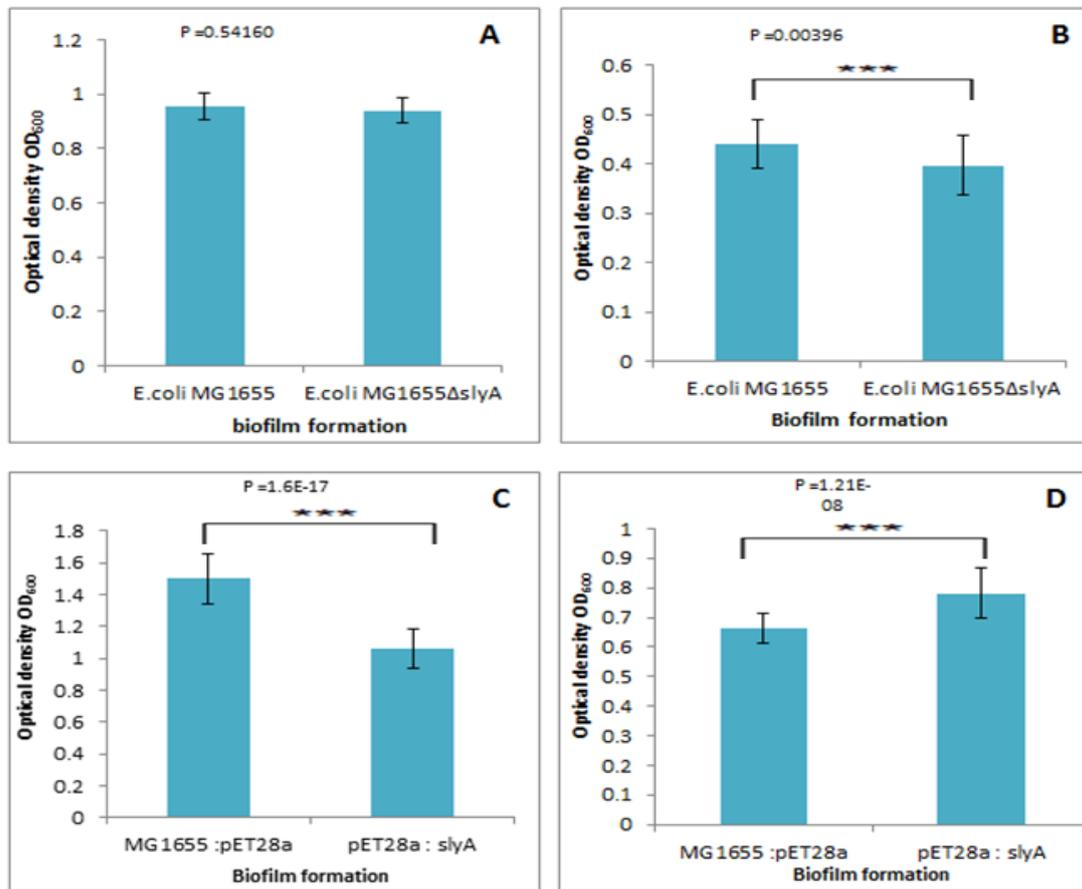 P =0.54160
A
1.2
1
0.8
0.6
0.4
0.2
0
Optical density OD600
E.coli MG1655
E.coli MG1655ΔslyA
biofilm formation
P =0.00396
B
***
0.6
0.5
0.4
0.3
0.2
0.1
0
Optical density OD600
E.coli MG1655
E.coli MG1655ΔslyA
Biofilm formation
P =1.6E-17
C
***
1.8
1.6
1.4
1.2
1
0.8
0.6
0.4
0.2
0
Optical density OD600
MG1655 :pET28a
pET28a : slyA
Biofilm formation
P =1.21E-
08
D
***
1
0.9
0.8
0.7
0.6
0.5
0.4
0.3
0.2
0.1
0
Optical density OD600
MG1655 :pET28a
pET28a : slyA
Biofilm formation